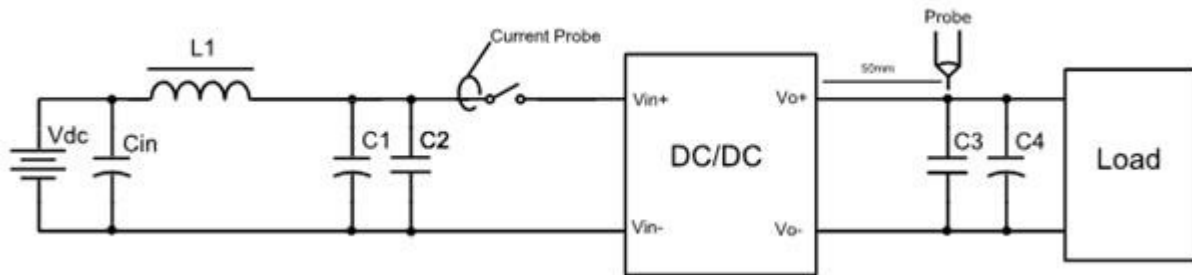 Probe
L1
Current Probe
50mm
Vin+
Vo+
Vdc
Cin
C1
C2
DC/DC
C3
C4
Load
Vin-
Vo-